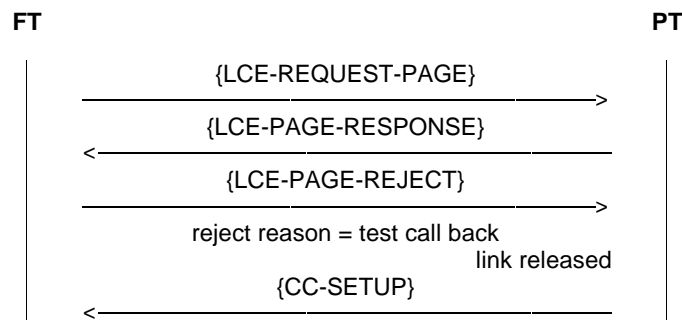 FT PT
{LCE-REQUEST-PAGE}
{LCE-PAGE-RESPONSE}
{LCE-PAGE-REJECT}
reject reason = test call back
link released
{CC-SETUP}